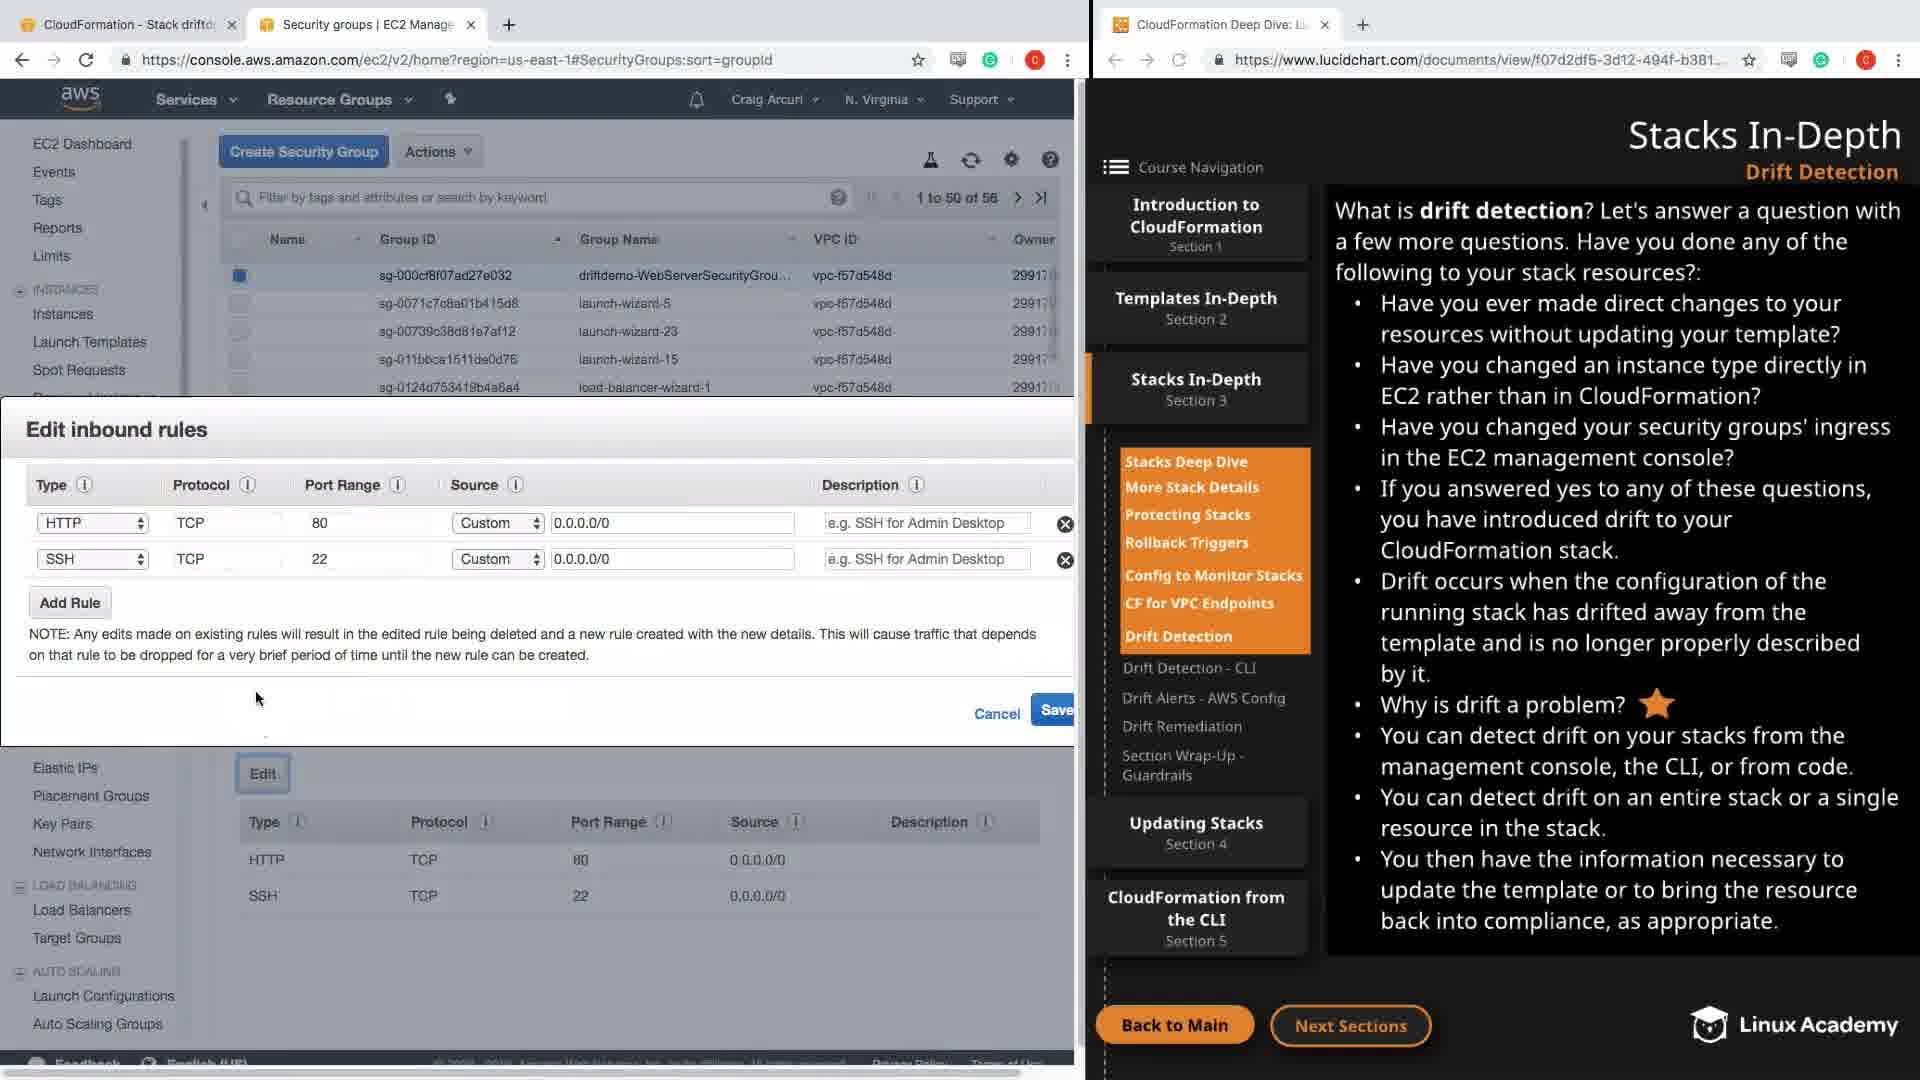 CloudFormation - Stack driftd
Security groups | EC2 Manage
https://console.aws.amazon.com/ec2/v2/home?region=us-east-1#SecurityGroups:sort=groupId
C
aws
Services
Resource Groups
Craig Arcuri
N. Virginia
Support
EC2 Dashboard
Events
Tags
Reports
Limits
INSTANCES
Instances
Launch Templates
Spot Requests
Create Security Group
Actions
Filter by tags and attributes or search by keyword
1 to 50 of 56
Name
Group ID
Group Name
VPC ID
Owner
sg-000cf8f07ad27e032 driftdemo-WebServerSecurityGrou... vpc-f57d548d 29917
sg-0071c7c8a01b415d8 launch-wizard-5 vpc-f57d548d 29917
sg-00739c38d81e7af12 launch-wizard-23 vpc-f57d548d 29917
sg-011bbca1511de0d76 launch-wizard-15 vpc-f57d548d 29917
sg-0124d753419b4a8a4 load-balancer-wizard-1 vpc-f57d548d 29917
Edit inbound rules
Type Protocol Port Range Source Description
HTTP TCP 80 Custom 0.0.0.0/0 e.g. SSH for Admin Desktop
SSH TCP 22 Custom 0.0.0.0/0 e.g. SSH for Admin Desktop
Add Rule
NOTE: Any edits made on existing rules will result in the edited rule being deleted and a new rule created with the new details. This will cause traffic that depends
on that rule to be dropped for a very brief period of time until the new rule can be created.
Cancel
Save
Elastic IPs
Placement Groups
Key Pairs
Network Interfaces
LOAD BALANCING
Load Balancers
Target Groups
AUTO SCALING
Launch Configurations
Auto Scaling Groups
Edit
Type Protocol Port Range Source Description
HTTP TCP 80 0.0.0.0/0
SSH TCP 22 0.0.0.0/0
Feedback
English (US)
Privacy Policy
Terms of Use
CloudFormation Deep Dive: Lu
https://www.lucidchart.com/documents/view/f07d2df5-3d12-494f-b381...
C
Stacks In-Depth
Drift Detection
Course Navigation
Introduction to
CloudFormation
Section 1
Templates In-Depth
Section 2
Stacks In-Depth
Section 3
Stacks Deep Dive
More Stack Details
Protecting Stacks
Rollback Triggers
Config to Monitor Stacks
CF for VPC Endpoints
Drift Detection
Drift Detection - CLI
Drift Alerts - AWS Config
Drift Remediation
Section Wrap-Up -
Guardrails
Updating Stacks
Section 4
CloudFormation from
the CLI
Section 5
Back to Main
Next Sections
What is drift detection? Let's answer a question with
a few more questions. Have you done any of the
following to your stack resources?:
• Have you ever made direct changes to your
resources without updating your template?
• Have you changed an instance type directly in
EC2 rather than in CloudFormation?
• Have you changed your security groups' ingress
in the EC2 management console?
• If you answered yes to any of these questions,
you have introduced drift to your
CloudFormation stack.
• Drift occurs when the configuration of the
running stack has drifted away from the
template and is no longer properly described
by it.
• Why is drift a problem?
• You can detect drift on your stacks from the
management console, the CLI, or from code.
• You can detect drift on an entire stack or a single
resource in the stack.
• You then have the information necessary to
update the template or to bring the resource
back into compliance, as appropriate.
Linux Academy